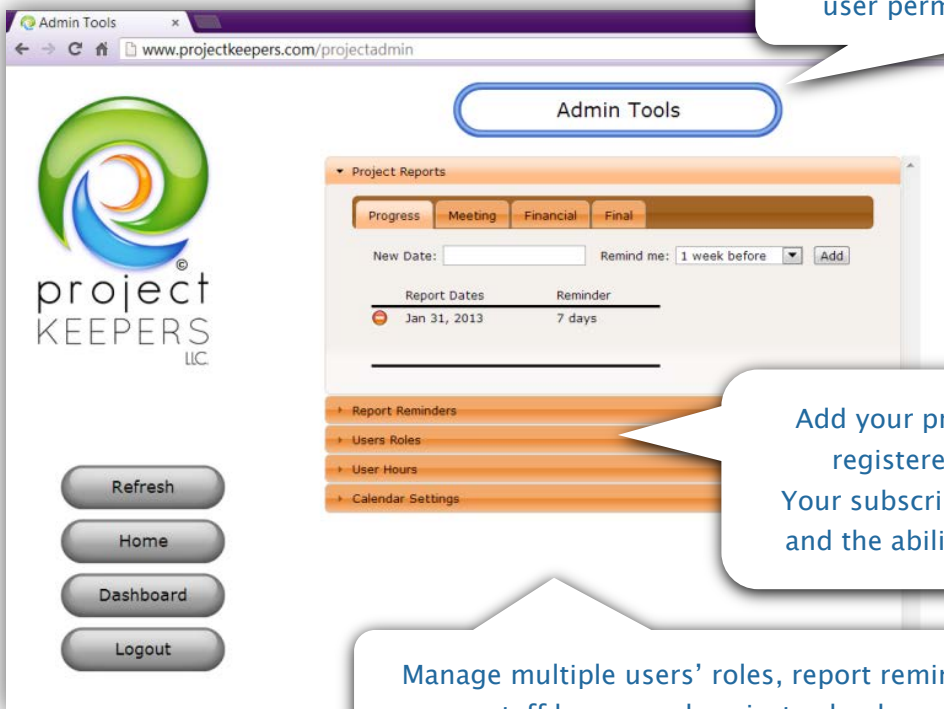 user perm
Admin Tools
www.projectkeepers.com/projectadmin
Admin Tools
Project Reports
Progress Meeting Financial Final
New Date: Remind me: 1 week before Add
Report Dates Reminder
Jan 31, 2013 7 days
Report Reminders
Users Roles
User Hours
Calendar Settings
project
KEEPERS
LLC
©
Refresh
Home
Dashboard
Logout
Add your pr
registere
Your subscri
and the abili
Manage multiple users' roles, report remin